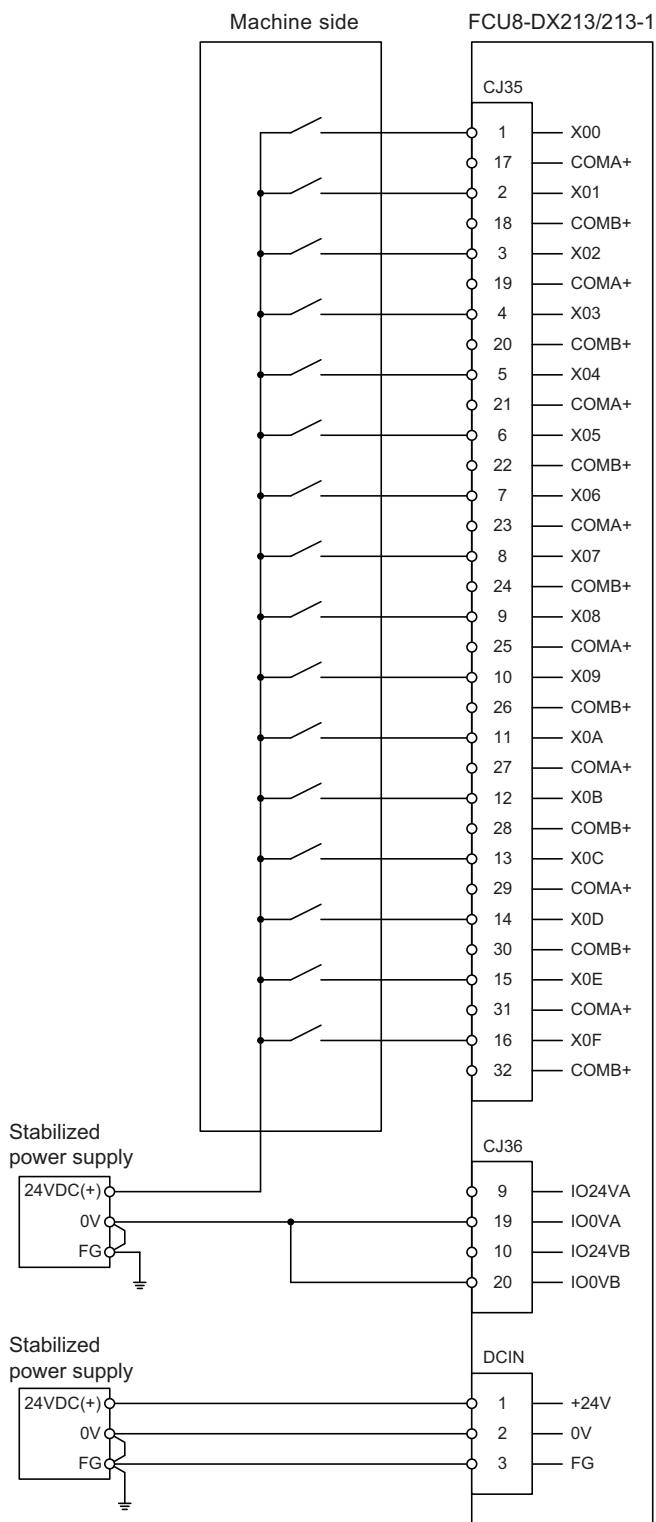 Machine side
FCU8-DX213/213-1
CJ35
1 X00
17 COMA+
2 X01
18 COMB+
3 X02
19 COMA+
4 X03
20 COMB+
5 X04
21 COMA+
6 X05
22 COMB+
7 X06
23 COMA+
8 X07
24 COMB+
9 X08
25 COMA+
10 X09
26 COMB+
11 X0A
27 COMA+
12 X0B
28 COMB+
13 X0C
29 COMA+
14 X0D
30 COMB+
15 X0E
31 COMA+
16 X0F
32 COMB+
Stabilized
power supply
24VDC(+)
0V
FG
CJ36
9 IO24VA
19 IO0VA
10 IO24VB
20 IO0VB
Stabilized
power supply
24VDC(+)
0V
FG
DCIN
1 +24V
2 0V
3 FG